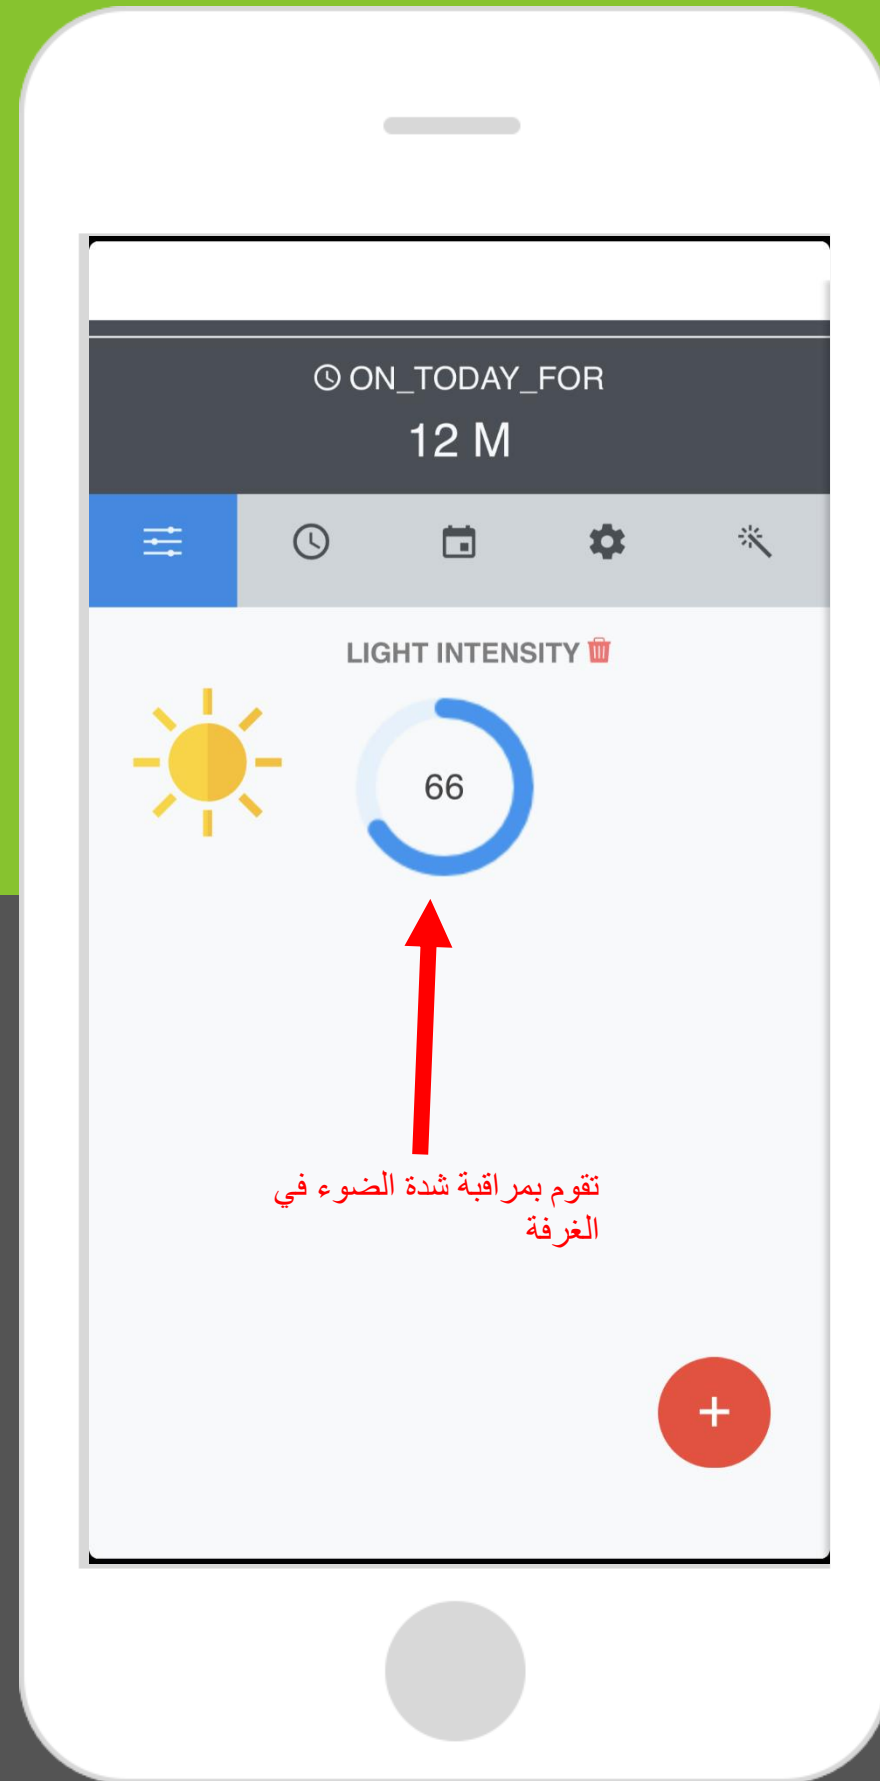 ON_TODAY_FOR
12 M
LIGHT INTENSITY
66
تقوم بمراقبة شدة الضوء في
الغرفة
+